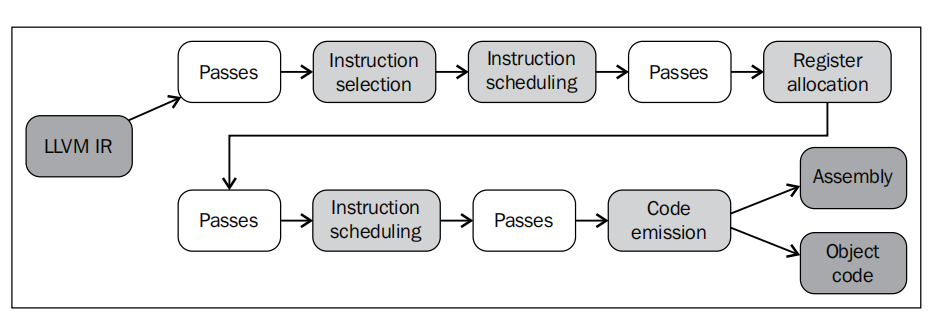 LLVM IR
Passes
Instruction
selection
Instruction
scheduling
Passes
Register
allocation
Passes
Instruction
scheduling
Passes
Code
emission
Assembly
Object
code